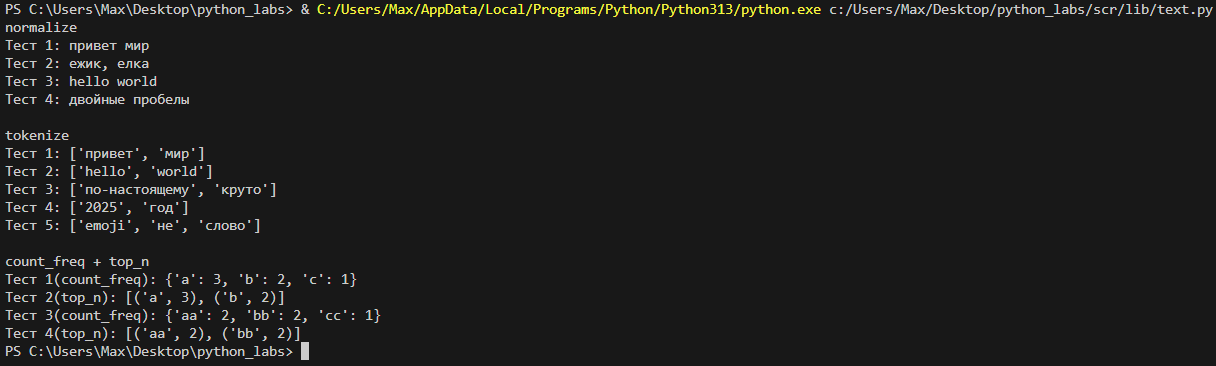 PS C:\Users\Max\Desktop\python_labs> & C:/Users/Max/AppData/Local/Programs/Python/Python313/python.exe c:/Users/Max/Desktop/python_labs/scr/lib/text.py
normalize
Тест 1: привет мир
Тест 2: ежик, елка
Тест 3: hello world
Тест 4: двойные пробелы
tokenize
Тест 1: ['привет', 'мир']
Тест 2: ['hello', 'world']
Тест 3: ['по-настоящему', 'круто']
Тест 4: ['2025', 'год']
Тест 5: ['emoji', 'не', 'слово']
count_freq + top_n
Тест 1(count_freq): {'a': 3, 'b': 2, 'c': 1}
Тест 2(top_n): [('a', 3), ('b', 2)]
Тест 3(count_freq): {'aa': 2, 'bb': 2, 'cc': 1}
Тест 4(top_n): [('aa', 2), ('bb', 2)]
PS C:\Users\Max\Desktop\python_labs>